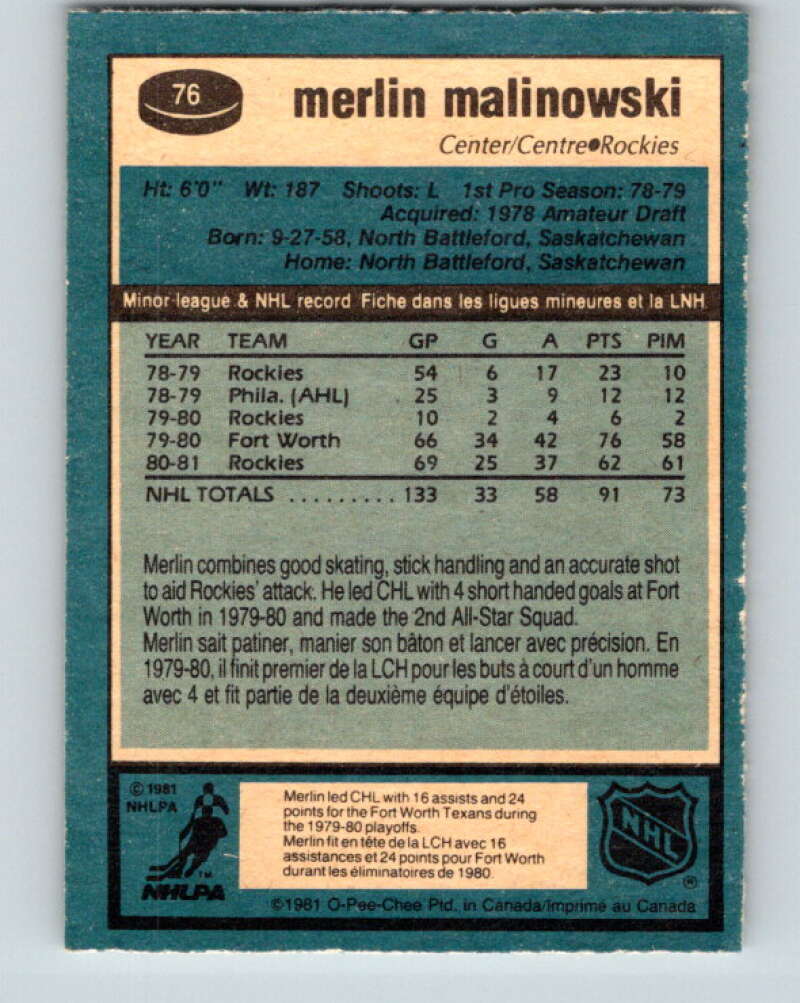 76
merlin malinowski
Center/Centre●Rockies
Ht: 6'0" Wt: 187 Shoots: L 1st Pro Season: 78-79
Acquired: 1978 Amateur Draft
Born: 9-27-58, North Battleford, Saskatchewan
Home: North Battleford, Saskatchewan
Minor league & NHL record Fiche dans les ligues mineures et la LNH
YEAR TEAM GP G A PTS PIM
78-79 Rockies 54 6 17 23 10
78-79 Phila. (AHL) 25 3 9 12 12
79-80 Rockies 10 2 4 6 2
79-80 Fort Worth 66 34 42 76 58
80-81 Rockies 69 25 37 62 61
NHL TOTALS .......... 133 33 58 91 73
Merlin combines good skating, stick handling and an accurate shot
to aid Rockies' attack. He led CHL with 4 short handed goals at Fort
Worth in 1979-80 and made the 2nd All-Star Squad.
Merlin sait patiner, manier son bâton et lancer avec précision. En
1979-80, il finit premier de la LCH pour les buts à court d'un homme
avec 4 et fit partie de la deuxième équipe d'étoiles.
© 1981
NHLPA
TM
NHLPA
Merlin led CHL with 16 assists and 24
points for the Fort Worth Texans during
the 1979-80 playoffs.
Merlin fit en tête de la LCH avec 16
assistances et 24 points pour Fort Worth
durant les éliminatoires de 1980.
NHL
®
©1981 O-Pee-Chee Ptd. in Canada/Imprimé au Canada